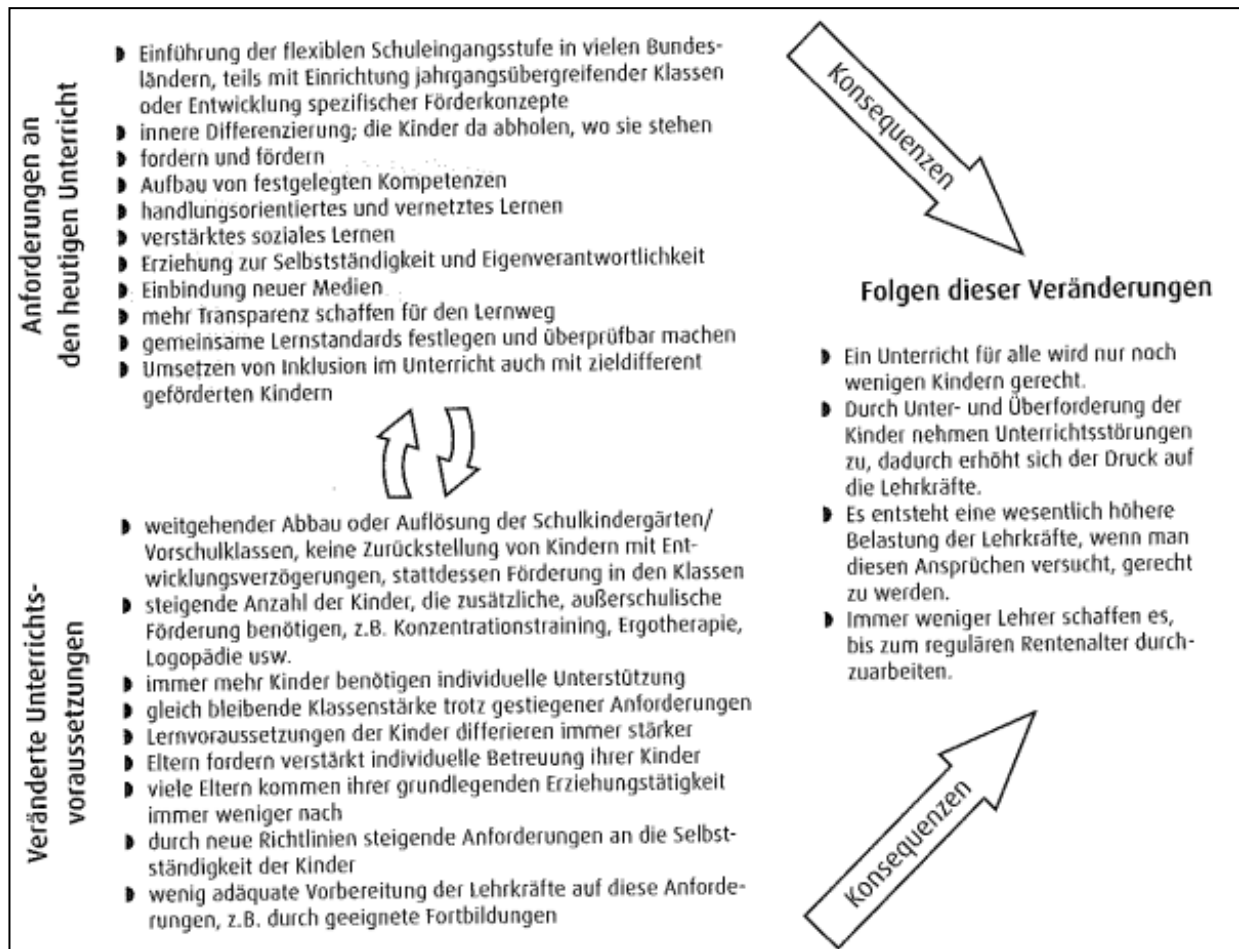 Anforderungen an
den heutigen Unterricht
◗ Einführung der flexiblen Schuleingangsstufe in vielen Bundes-
ländern, teils mit Einrichtung jahrgangsübergreifender Klassen
oder Entwicklung spezifischer Förderkonzepte
◗ innere Differenzierung; die Kinder da abholen, wo sie stehen
◗ fordern und fördern
◗ Aufbau von festgelegten Kompetenzen
◗ handlungsorientiertes und vernetztes Lernen
◗ verstärktes soziales Lernen
◗ Erziehung zur Selbstständigkeit und Eigenverantwortlichkeit
◗ Einbindung neuer Medien
◗ mehr Transparenz schaffen für den Lernweg
◗ gemeinsame Lernstandards festlegen und überprüfbar machen
◗ Umsetzen von Inklusion im Unterricht auch mit zieldifferent
geförderten Kindern
Veränderte Unterrichts-
voraussetzungen
◗ weitgehender Abbau oder Auflösung der Schulkindergärten/
Vorschulklassen, keine Zurückstellung von Kindern mit Ent-
wicklungsverzögerungen, stattdessen Förderung in den Klassen
◗ steigende Anzahl der Kinder, die zusätzliche, außerschulische
Förderung benötigen, z.B. Konzentrationstraining, Ergotherapie,
Logopädie usw.
◗ immer mehr Kinder benötigen individuelle Unterstützung
◗ gleich bleibende Klassenstärke trotz gestiegener Anforderungen
◗ Lernvoraussetzungen der Kinder differieren immer stärker
◗ Eltern fordern verstärkt individuelle Betreuung ihrer Kinder
◗ viele Eltern kommen ihrer grundlegenden Erziehungstätigkeit
immer weniger nach
◗ durch neue Richtlinien steigende Anforderungen an die Selbst-
ständigkeit der Kinder
◗ wenig adäquate Vorbereitung der Lehrkräfte auf diese Anforde-
rungen, z.B. durch geeignete Fortbildungen
Konsequenzen
Folgen dieser Veränderungen
◗ Ein Unterricht für alle wird nur noch
wenigen Kindern gerecht.
◗ Durch Unter- und Überforderung der
Kinder nehmen Unterrichtsstörungen
zu, dadurch erhöht sich der Druck auf
die Lehrkräfte.
◗ Es entsteht eine wesentlich höhere
Belastung der Lehrkräfte, wenn man
diesen Ansprüchen versucht, gerecht
zu werden.
◗ Immer weniger Lehrer schaffen es,
bis zum regulären Rentenalter durch-
zuarbeiten.
Konsequenzen